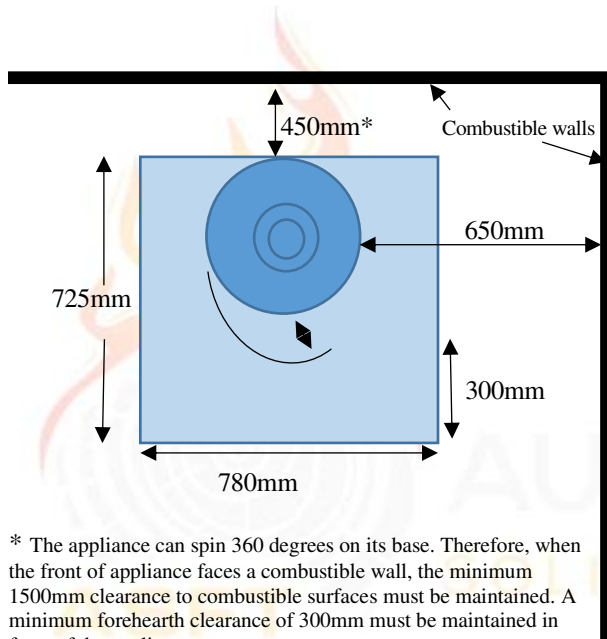 450mm*
Combustible walls
650mm
725mm
300mm
780mm
* The appliance can spin 360 degrees on its base. Therefore, when
the front of appliance faces a combustible wall, the minimum
1500mm clearance to combustible surfaces must be maintained. A
minimum forehearth clearance of 300mm must be maintained in